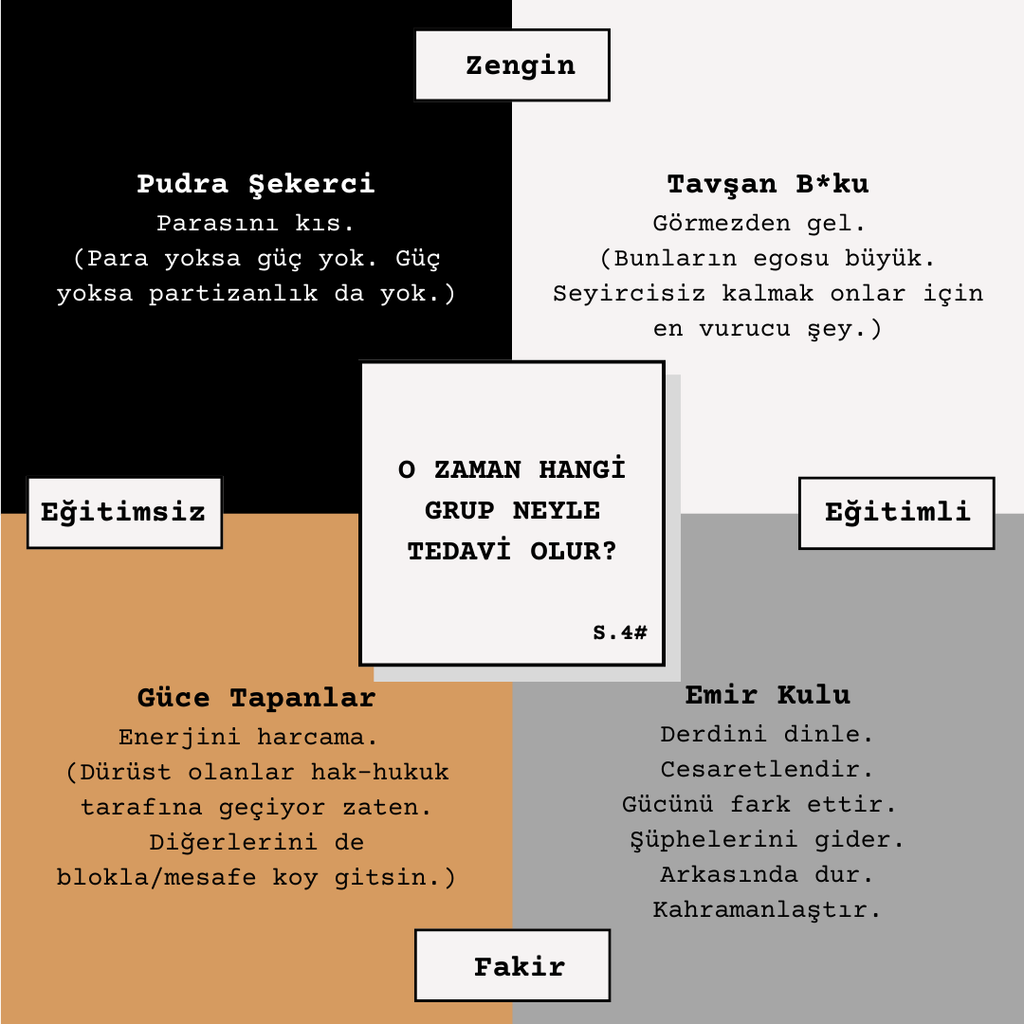 Zengin
Pudra Şekerci
Parasını kıs.
(Para yoksa güç yok. Güç
yoksa partizanlık da yok.)
Tavşan B*ku
Görmezden gel.
(Bunların egosu büyük.
Seyircisiz kalmak onlar için
en vurucu şey.)
Eğitimsiz
O ZAMAN HANGİ
GRUP NEYLE
TEDAVİ OLUR?
S.4#
Eğitimli
Güce Tapanlar
Enerjini harcama.
(Dürüst olanlar hak-hukuk
tarafına geçiyor zaten.
Diğerlerini de
blokla/mesafe koy gitsin.)
Emir Kulu
Derdini dinle.
Cesaretlendir.
Gücünü fark ettir.
Şüphelerini gider.
Arkasında dur.
Kahramanlaştır.
Fakir